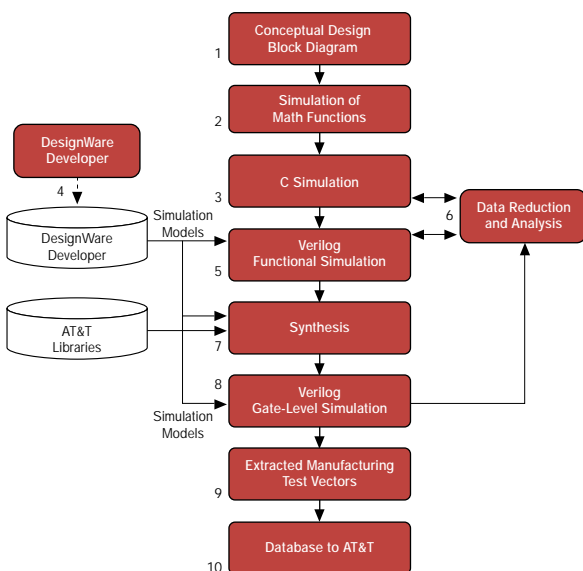 Conceptual Design
Block Diagram
1
Simulation of
Math Functions
2
DesignWare
Developer
4
C Simulation
3
6
Data Reduction
and Analysis
Simulation
Models
DesignWare
Developer
Verilog
Functional Simulation
5
AT&T
Libraries
Synthesis
7
8
Verilog
Gate-Level Simulation
Simulation
Models
Extracted Manufacturing
Test Vectors
9
Database to AT&T
10